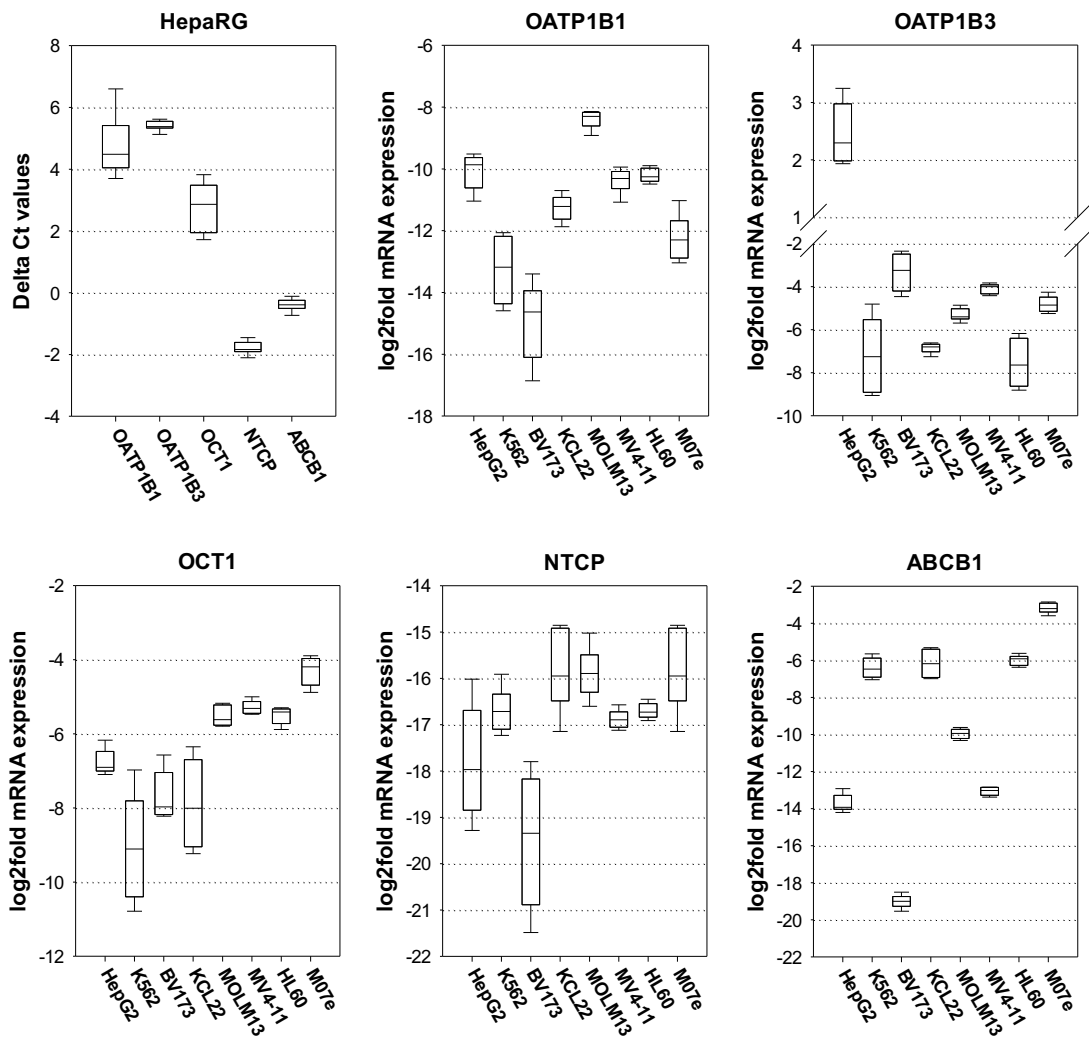 HepaRG
Delta Ct values
8
6
4
2
0
-2
-4
OATP1B1
OATP1B3
OCT1
NTCP
ABCB1
OATP1B1
log2fold mRNA expression
-6
-8
-10
-12
-14
-16
-18
HepG2
K562
BV173
KCL22
MOLM13
MV4-11
HL60
M07e
OATP1B3
log2fold mRNA expression
4
3
2
1
-2
-4
-6
-8
-10
HepG2
K562
BV173
KCL22
MOLM13
MV4-11
HL60
M07e
OCT1
log2fold mRNA expression
-2
-4
-6
-8
-10
-12
HepG2
K562
BV173
KCL22
MOLM13
MV4-11
HL60
M07e
NTCP
log2fold mRNA expression
-14
-15
-16
-17
-18
-19
-20
-21
-22
HepG2
K562
BV173
KCL22
MOLM13
MV4-11
HL60
M07e
ABCB1
log2fold mRNA expression
-2
-4
-6
-8
-10
-12
-14
-16
-18
-20
-22
HepG2
K562
BV173
KCL22
MOLM13
MV4-11
HL60
M07e